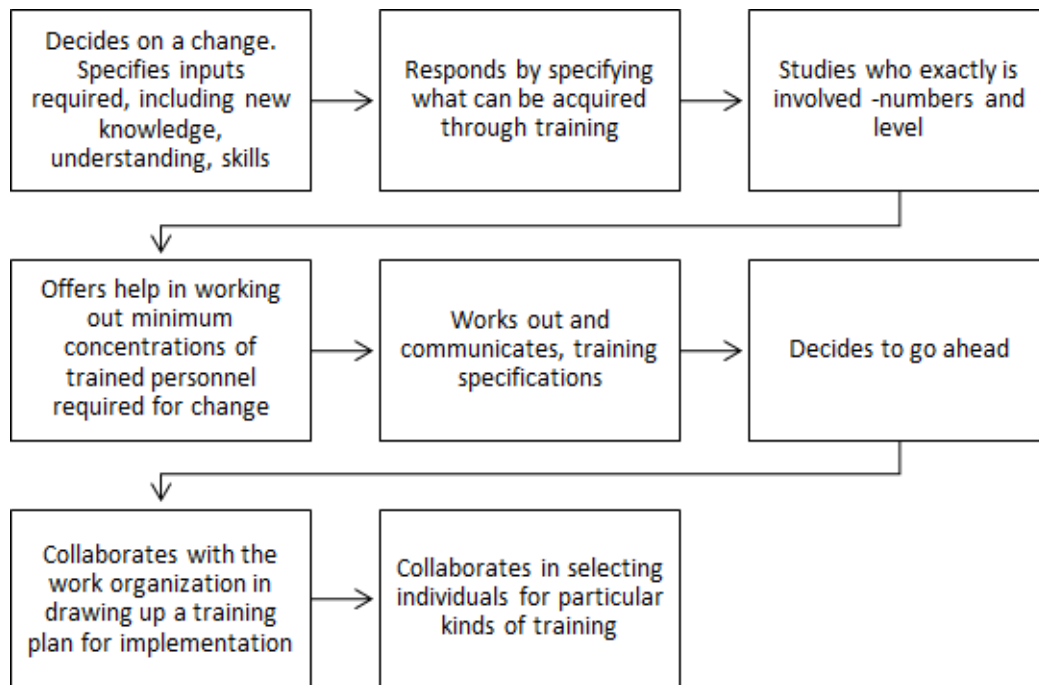 Decides on a change.
Specifies inputs
required, including new
knowledge,
understanding, skills
Responds by specifying
what can be acquired
through training
Studies who exactly is
involved -numbers and
level
Offers help in working
out minimum
concentrations of
trained personnel
required for change
Works out and
communicates, training
specifications
Decides to go ahead
Collaborates with the
work organization in
drawing up a training
plan for implementation
Collaborates in selecting
individuals for particular
kinds of training